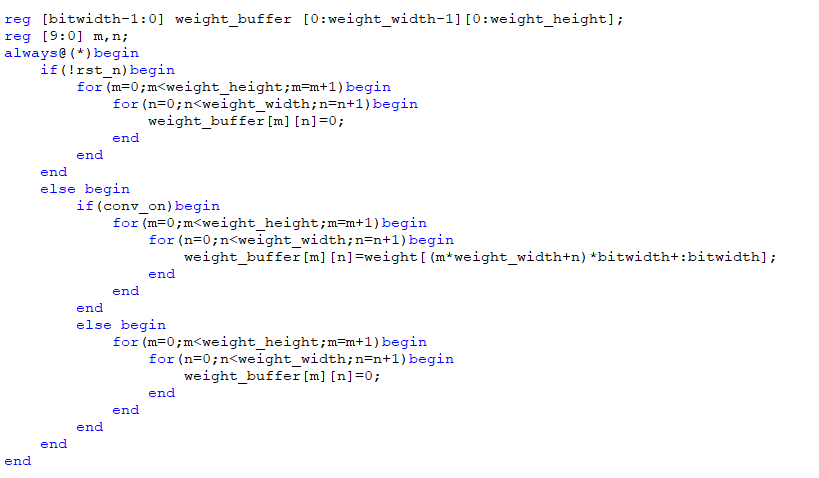 reg [bitwidth-1:0] weight_buffer [0:weight_width-1][0:weight_height];
reg [9:0] m,n;
always@(*)begin
    if(!rst_n)begin
        for(m=0;m<weight_height;m=m+1)begin
            for(n=0;n<weight_width;n=n+1)begin
                weight_buffer[m][n]=0;
            end
        end
    end
    else begin
        if(conv_on)begin
            for(m=0;m<weight_height;m=m+1)begin
                for(n=0;n<weight_width;n=n+1)begin
                    weight_buffer[m][n]=weight[(m*weight_width+n)*bitwidth+:bitwidth];
                end
            end
        end
        else begin
            for(m=0;m<weight_height;m=m+1)begin
                for(n=0;n<weight_width;n=n+1)begin
                    weight_buffer[m][n]=0;
                end
            end
        end
    end
end